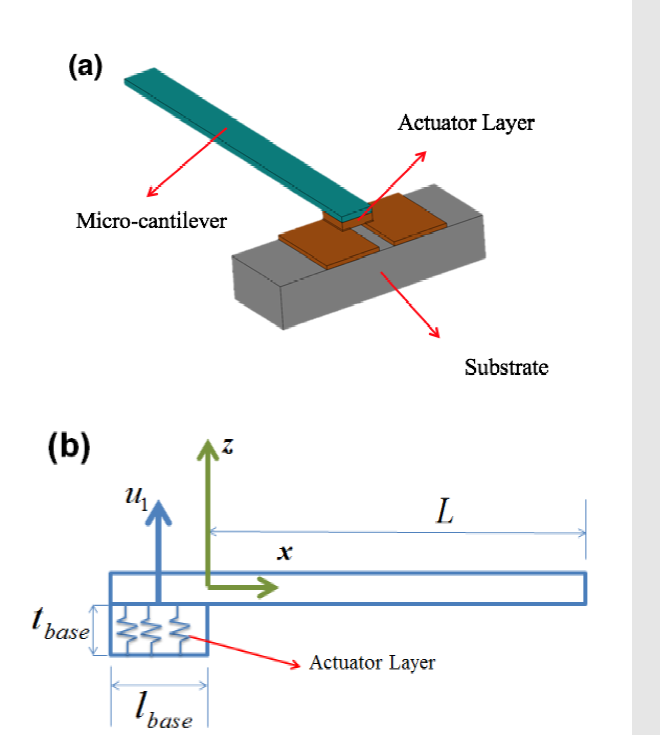 (a)
Actuator Layer
Micro-cantilever
Substrate
(b)
z
u1
L
x
tbase
Actuator Layer
lbase